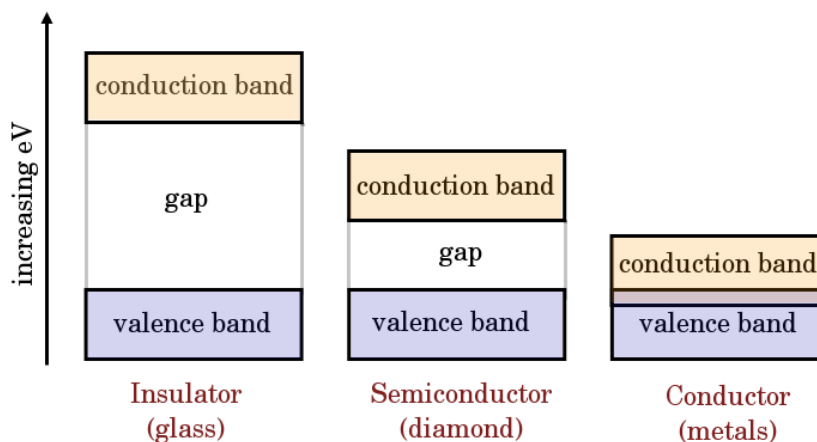 increasing eV
conduction band
gap
valence band
Insulator
(glass)
conduction band
gap
valence band
Semiconductor
(diamond)
conduction band
valence band
Conductor
(metals)